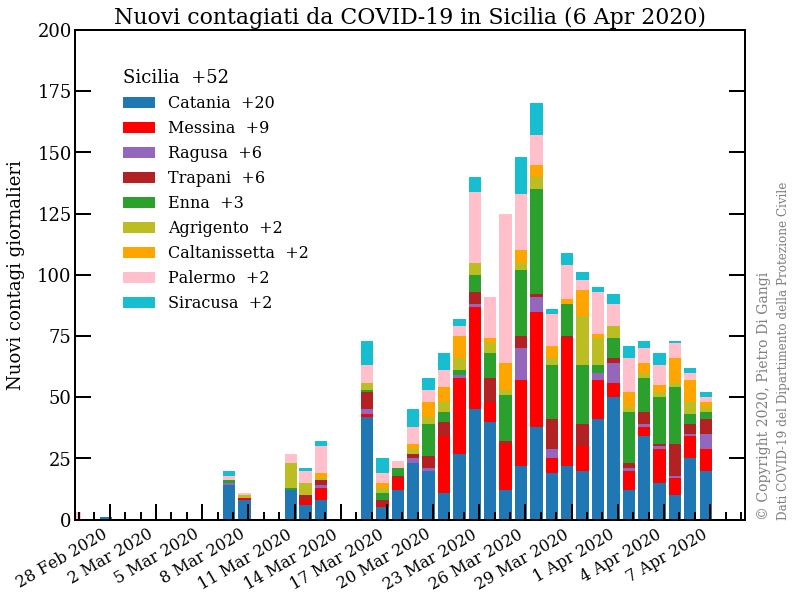 Nuovi contagiati da COVID-19 in Sicilia (6 Apr 2020)
Nuovi contagi giornalieri
200
175
150
125
100
75
50
25
0
Sicilia +52
Catania +20
Messina +9
Ragusa +6
Trapani +6
Enna +3
Agrigento +2
Caltanissetta +2
Palermo +2
Siracusa +2
28 Feb 2020
2 Mar 2020
5 Mar 2020
8 Mar 2020
11 Mar 2020
14 Mar 2020
17 Mar 2020
20 Mar 2020
23 Mar 2020
26 Mar 2020
29 Mar 2020
1 Apr 2020
4 Apr 2020
7 Apr 2020
© Copyright 2020, Pietro Di Gangi
Dati COVID-19 del Dipartimento della Protezione Civile